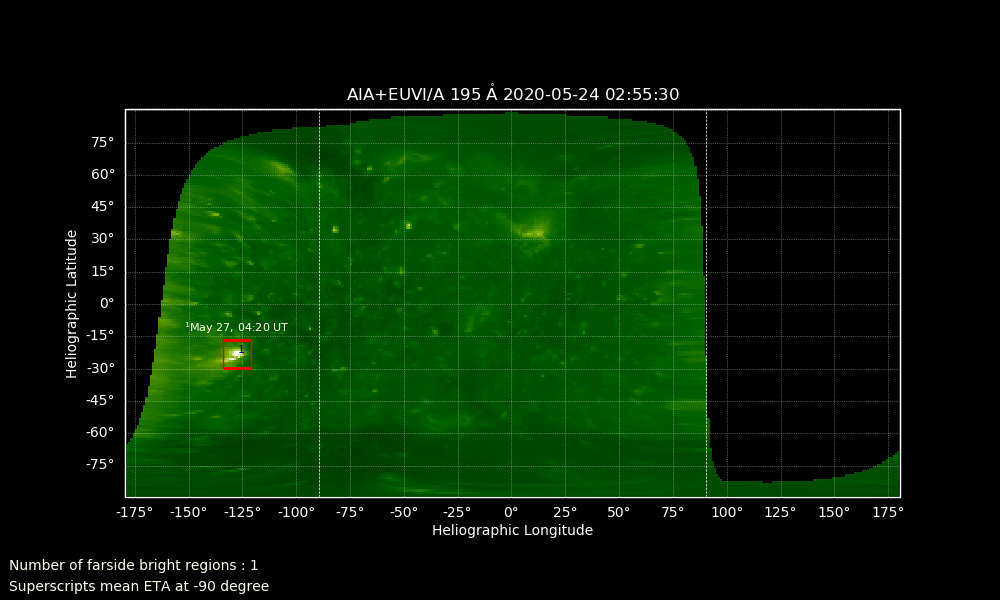 AIA+EUVI/A 195 Å 2020-05-24 02:55:30
75°
60°
45°
30°
15°
0°
-15°
-30°
-45°
-60°
-75°
Heliographic Latitude
¹May 27, 04:20 UT
-175° -150° -125° -100° -75° -50° -25° 0° 25° 50° 75° 100° 125° 150° 175°
Heliographic Longitude
Number of farside bright regions : 1
Superscripts mean ETA at -90 degree